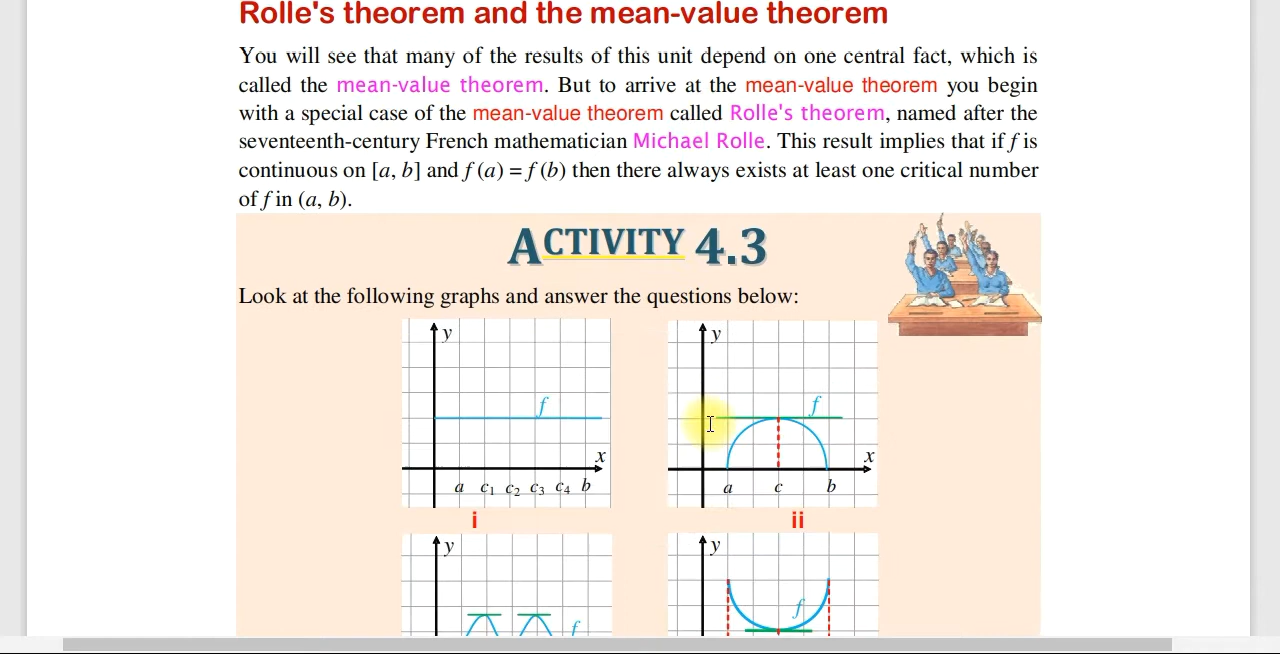 Rolle's theorem and the mean-value theorem
You will see that many of the results of this unit depend on one central fact, which is
called the mean-value theorem. But to arrive at the mean-value theorem you begin
with a special case of the mean-value theorem called Rolle's theorem, named after the
seventeenth-century French mathematician Michael Rolle. This result implies that if f is
continuous on [a, b] and f (a) = f (b) then there always exists at least one critical number
of f in (a, b).
ACTIVITY 4.3
Look at the following graphs and answer the questions below:
y
f
x
a c₁ c₂ c₃ c₄ b
i
y
f
x
a c b
ii
y
f
y
f